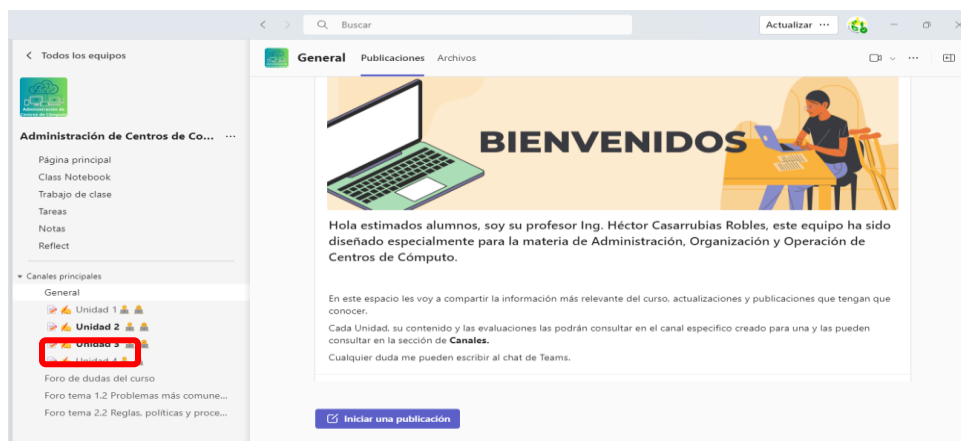 Buscar
Actualizar ···
Todos los equipos
General Publicaciones Archivos
Administración de
Centros de Cómputo
Administración de Centros de Co... ···
Página principal
Class Notebook
Trabajo de clase
Tareas
Notas
Reflect
Canales principales
General
Unidad 1
Unidad 2
Unidad 3
Unidad 4
Foro de dudas del curso
Foro tema 1.2 Problemas más comune...
Foro tema 2.2 Reglas, políticas y proce...
BIENVENIDOS
Hola estimados alumnos, soy su profesor Ing. Héctor Casarrubias Robles, este equipo ha sido
diseñado especialmente para la materia de Administración, Organización y Operación de
Centros de Cómputo.
En este espacio les voy a compartir la información más relevante del curso, actualizaciones y publicaciones que tengan que
conocer.
Cada Unidad, su contenido y las evaluaciones las podrán consultar en el canal especifico creado para una y las pueden
consultar en la sección de Canales.
Cualquier duda me pueden escribir al chat de Teams.
Iniciar una publicación